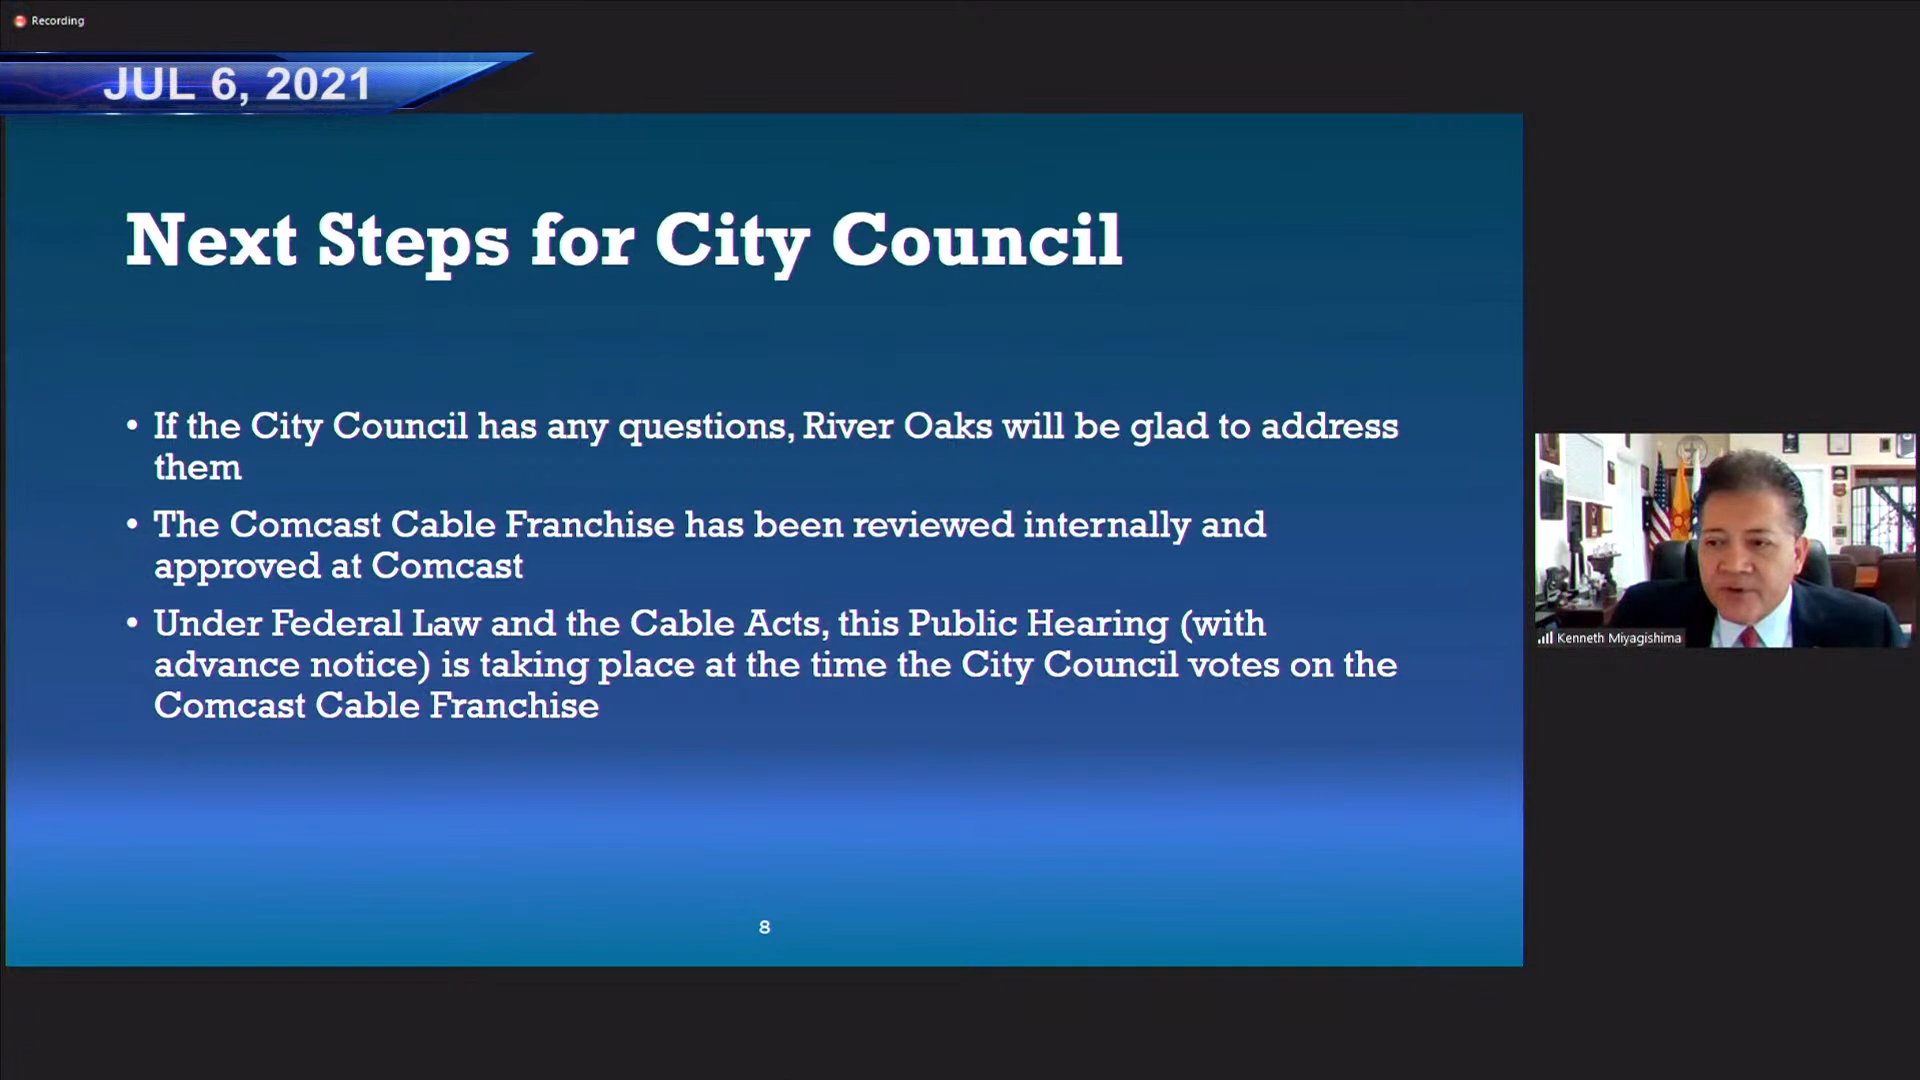 Recording
JUL 6, 2021
Next Steps for City Council
• If the City Council has any questions, River Oaks will be glad to address
them
• The Comcast Cable Franchise has been reviewed internally and
approved at Comcast
• Under Federal Law and the Cable Acts, this Public Hearing (with
advance notice) is taking place at the time the City Council votes on the
Comcast Cable Franchise
Kenneth Miyagishima
8